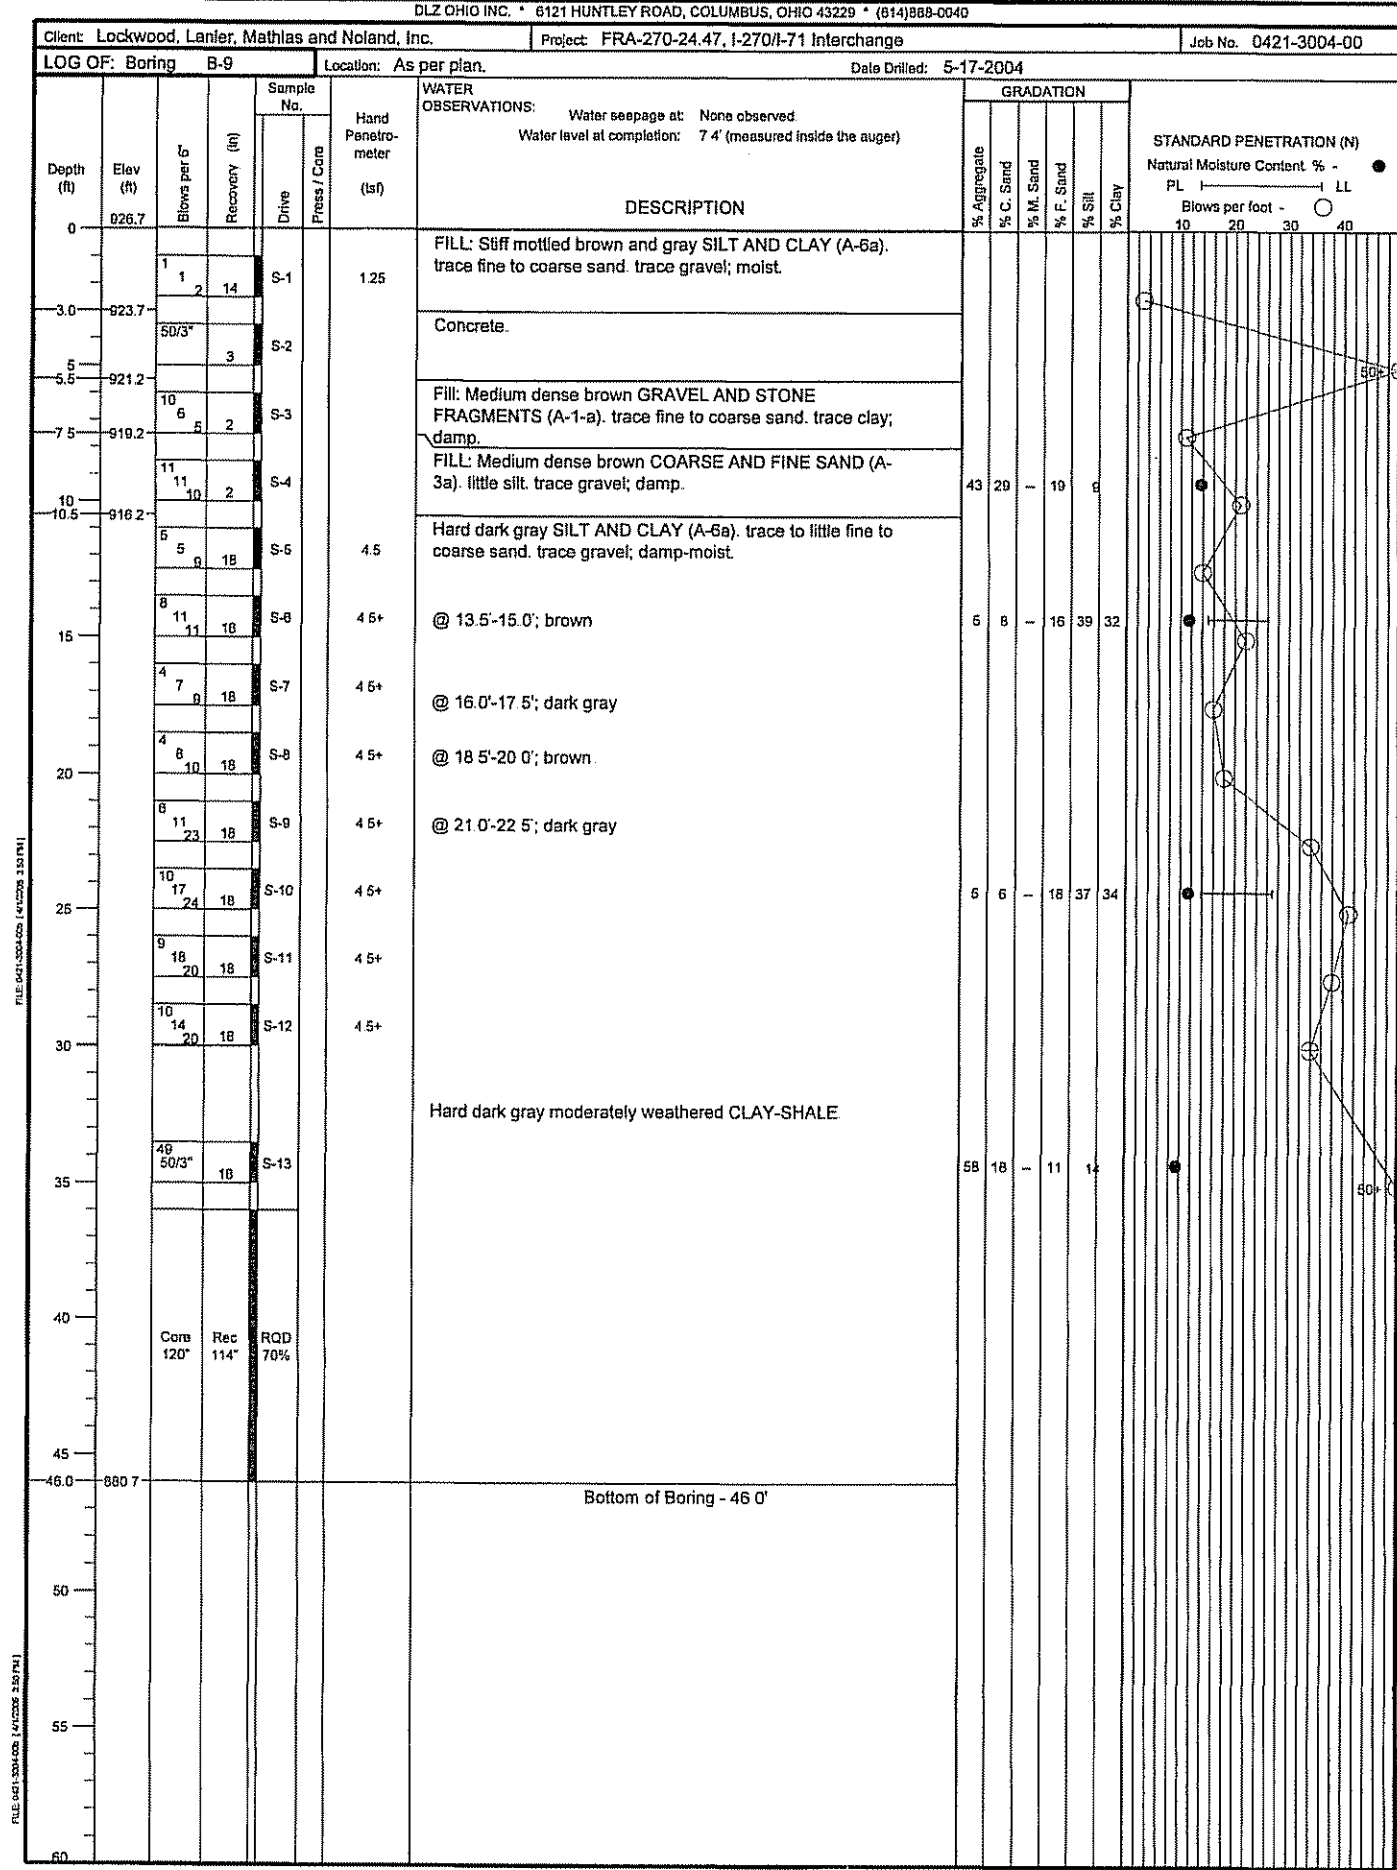 DLZ OHIO INC. * 6121 HUNTLEY ROAD, COLUMBUS, OHIO 43229 * (614)888-0040
Client: Lockwood, Lanier, Mathias and Noland, Inc. Project: FRA-270-24.47, I-270/I-71 Interchange Job No. 0421-3004-00
LOG OF: Boring B-9 Location: As per plan. Date Drilled: 5-17-2004
Depth (ft)
Elev (ft)
926.7
Blows per 6"
Recovery (in)
Sample No.
Drive
Press / Core
Hand Penetro-meter (tsf)
WATER OBSERVATIONS:
Water seepage at: None observed
Water level at completion: 7 4' (measured inside the auger)
DESCRIPTION
GRADATION
% Aggregate
% C. Sand
% M. Sand
% F. Sand
% Silt
% Clay
STANDARD PENETRATION (N)
Natural Moisture Content % -
PL LL
Blows per foot -
10 20 30 40
0
FILL: Stiff mottled brown and gray SILT AND CLAY (A-6a).
trace fine to coarse sand. trace gravel; moist.
1 1 2 14 S-1 1.25
3.0 923.7
Concrete.
50/3" 3 S-2
50+
5
5.5 921.2
Fill: Medium dense brown GRAVEL AND STONE
FRAGMENTS (A-1-a). trace fine to coarse sand. trace clay;
damp.
10 6 5 2 S-3
7 5 919.2
FILL: Medium dense brown COARSE AND FINE SAND (A-
3a). little silt. trace gravel; damp.
11 11 10 2 S-4 43 29 -- 19 9
10
10.5 916.2
Hard dark gray SILT AND CLAY (A-6a). trace to little fine to
coarse sand. trace gravel; damp-moist.
5 5 9 18 S-5 4.5
8 11 11 18 S-6 4 5+ @ 13.5'-15.0'; brown 5 8 -- 16 39 32
15
4 7 9 18 S-7 4 5+ @ 16.0'-17 5'; dark gray
4 8 10 18 S-8 4 5+ @ 18 5'-20 0'; brown
20
6 11 23 18 S-9 4 5+ @ 21.0'-22 5'; dark gray
10 17 24 18 S-10 4 5+ 5 6 -- 18 37 34
25
9 18 20 18 S-11 4 5+
10 14 20 18 S-12 4.5+
30
Hard dark gray moderately weathered CLAY-SHALE
49 50/3" 18 S-13 58 18 -- 11 14
35
50+
40
Core 120" Rec 114" RQD 70%
45
46.0 880 7
Bottom of Boring - 46 0'
50
55
60